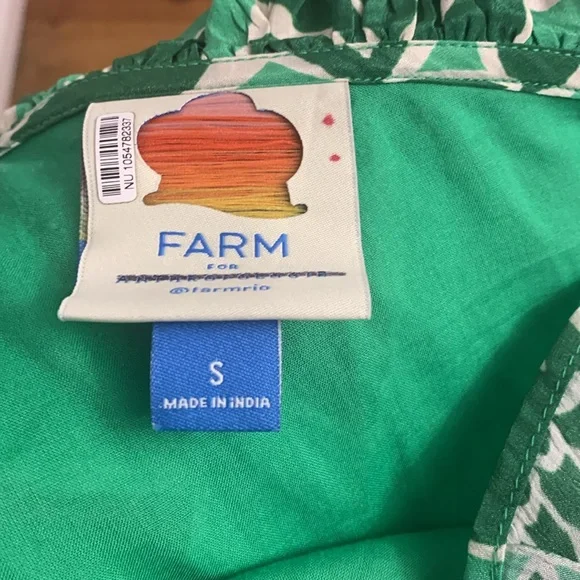 NU 1054782337
FARM
FOR
@farmrio
S
MADE IN INDIA